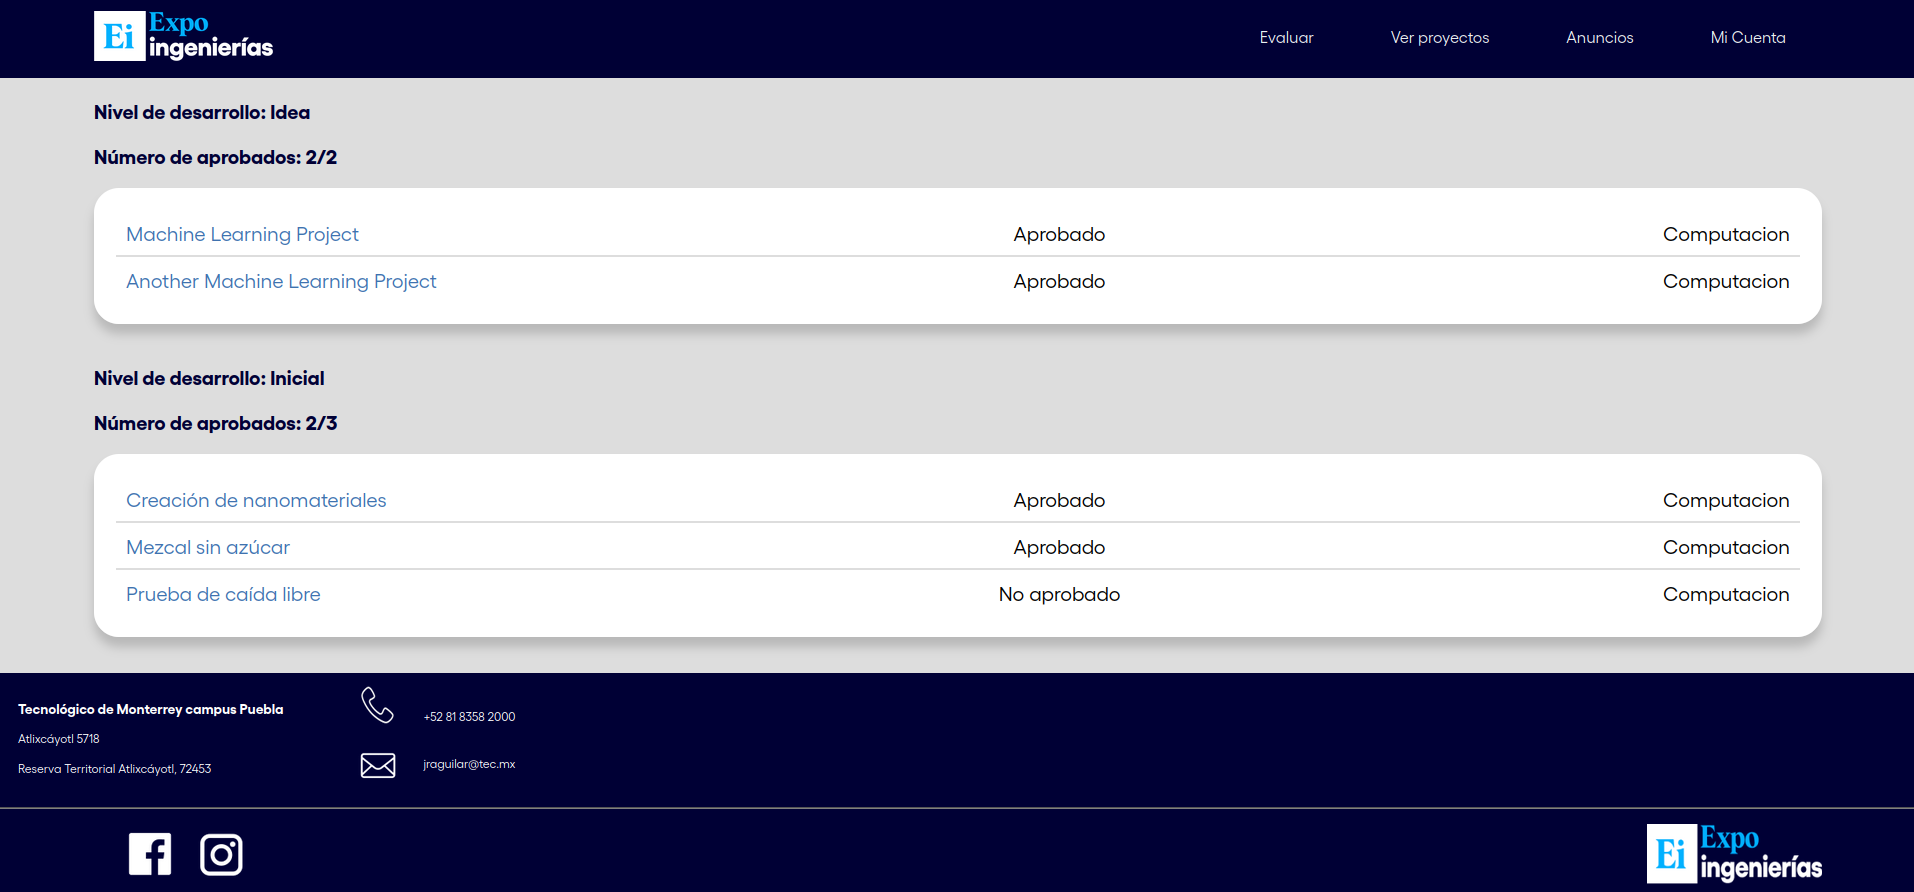 Ei Expo
ingenierías
Evaluar Ver proyectos Anuncios Mi Cuenta
Nivel de desarrollo: Idea
Número de aprobados: 2/2
Machine Learning Project Aprobado Computacion
Another Machine Learning Project Aprobado Computacion
Nivel de desarrollo: Inicial
Número de aprobados: 2/3
Creación de nanomateriales Aprobado Computacion
Mezcal sin azúcar Aprobado Computacion
Prueba de caída libre No aprobado Computacion
Tecnológico de Monterrey campus Puebla
Atlixcáyotl 5718
Reserva Territorial Atlixcáyotl, 72453
+52 81 8358 2000
jraguilar@tec.mx
Ei Expo
ingenierías